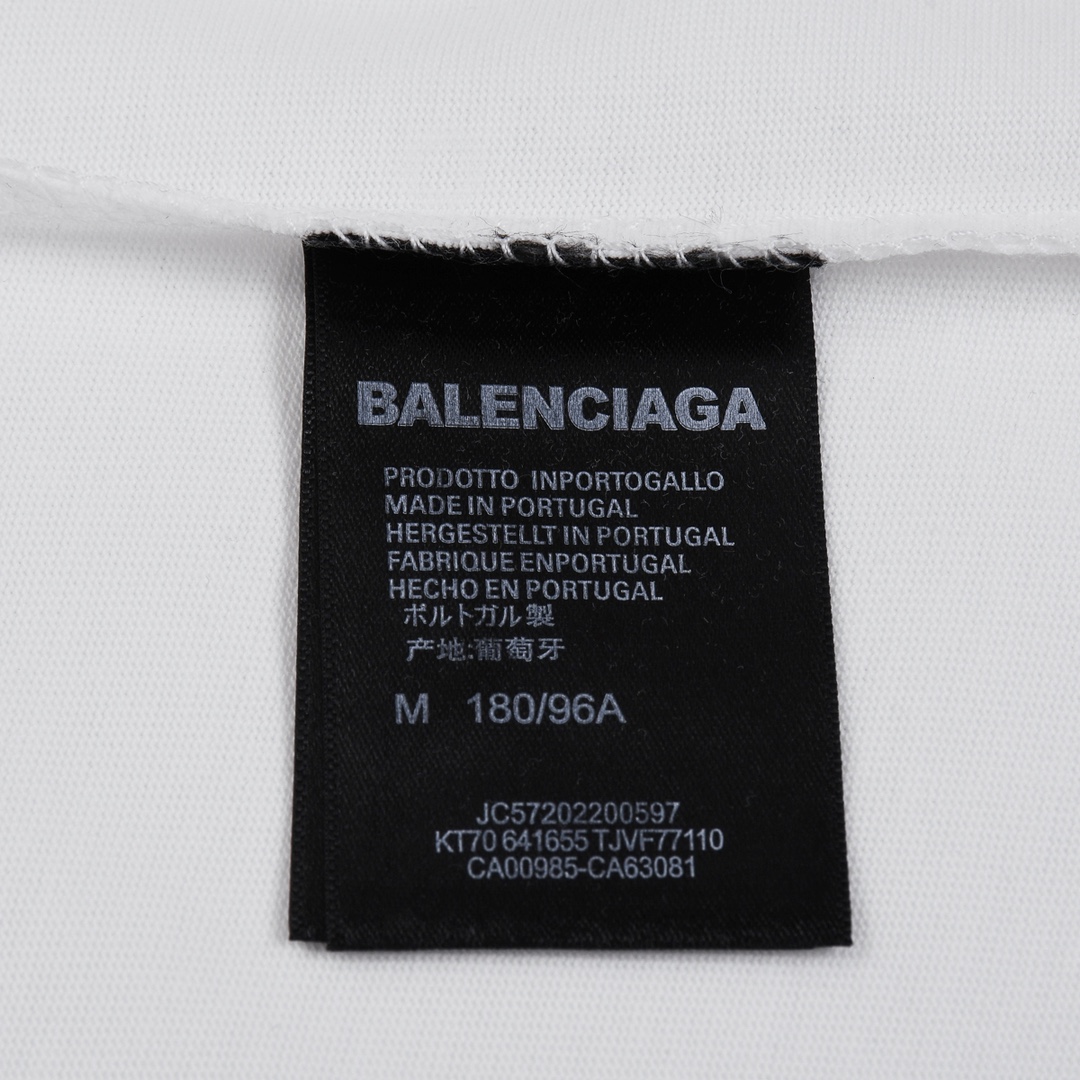 BALENCIAGA
PRODOTTO INPORTOGALLO
MADE IN PORTUGAL
HERGESTELLT IN PORTUGAL
FABRIQUE ENPORTUGAL
HECHO EN PORTUGAL
ポルトガル製
产地:葡萄牙
M 180/96A
JC57202200597
KT70 641655 TJVF77110
CA00985-CA63081